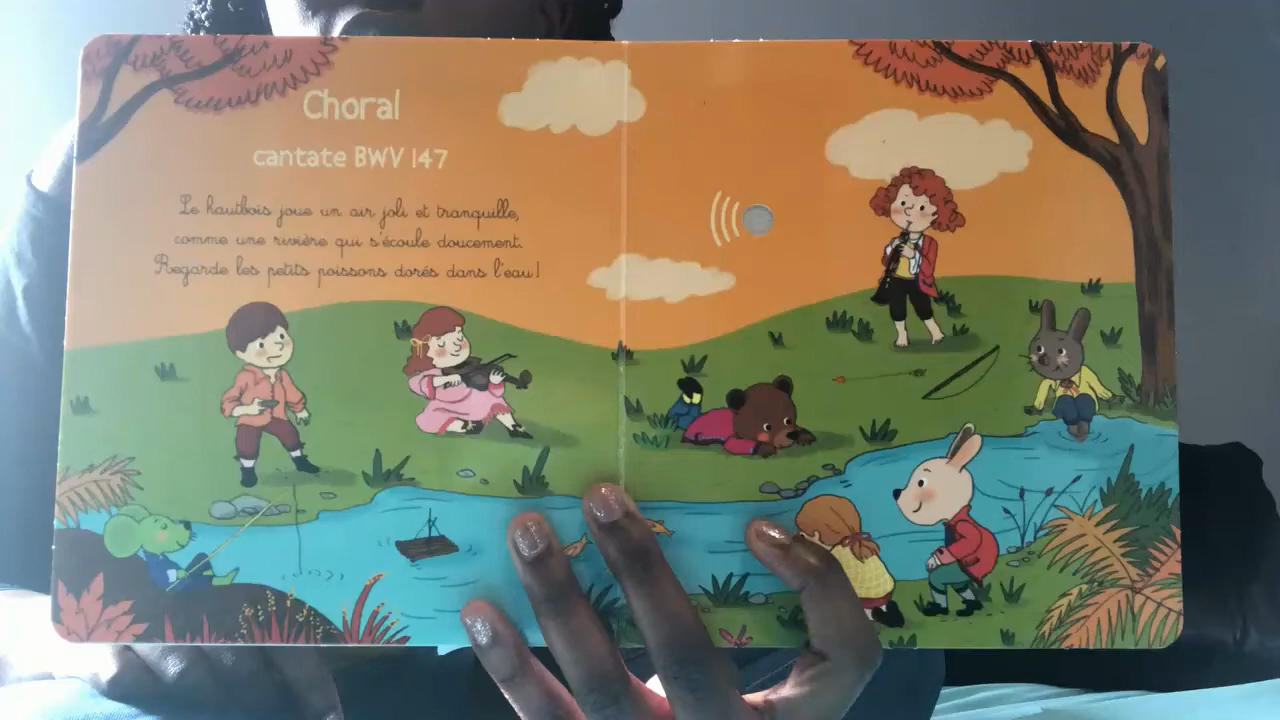 Choral
cantate BWV 147
Le hautbois joue un air joli et tranquille,
comme une rivière qui s'écoule doucement.
Regarde les petits poissons dorés dans l'eau !